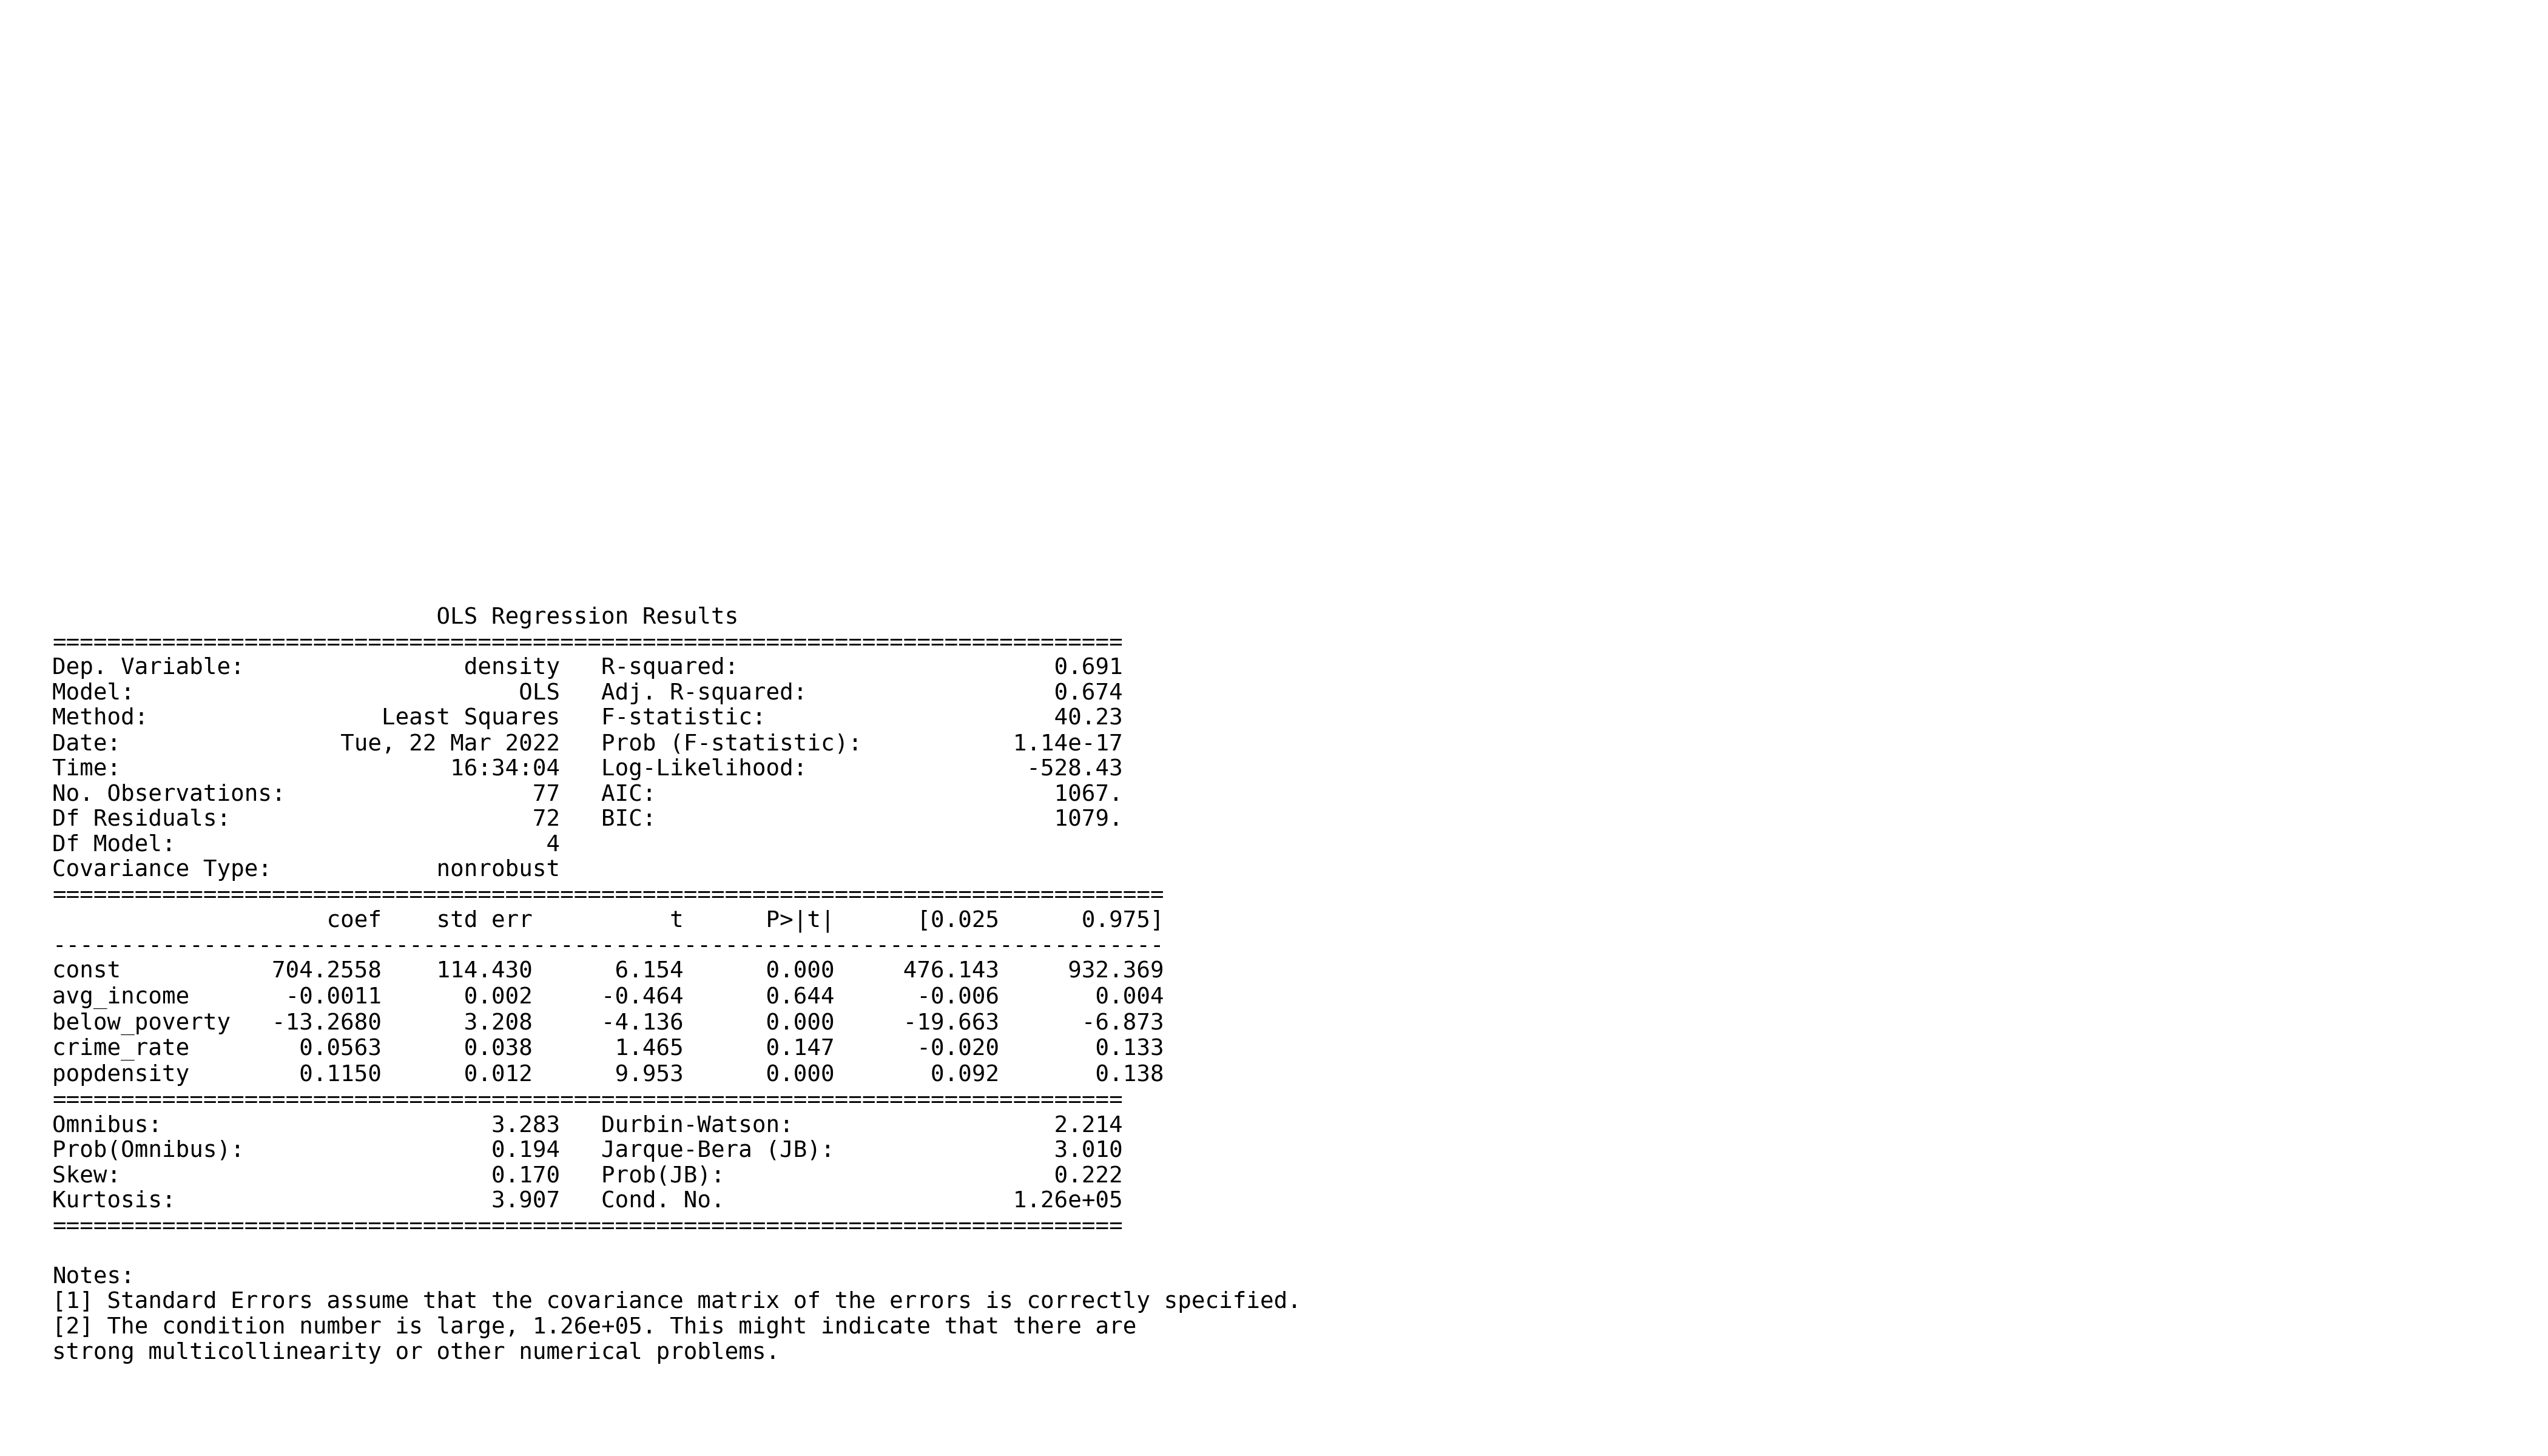 OLS Regression Results
==============================================================================
Dep. Variable:                density   R-squared:                       0.691
Model:                            OLS   Adj. R-squared:                  0.674
Method:                 Least Squares   F-statistic:                     40.23
Date:                Tue, 22 Mar 2022   Prob (F-statistic):           1.14e-17
Time:                        16:34:04   Log-Likelihood:                -528.43
No. Observations:                  77   AIC:                             1067.
Df Residuals:                      72   BIC:                             1079.
Df Model:                           4
Covariance Type:            nonrobust
=================================================================================
                    coef    std err          t      P>|t|      [0.025      0.975]
---------------------------------------------------------------------------------
const           704.2558    114.430      6.154      0.000     476.143     932.369
avg_income       -0.0011      0.002     -0.464      0.644      -0.006       0.004
below_poverty   -13.2680      3.208     -4.136      0.000     -19.663      -6.873
crime_rate        0.0563      0.038      1.465      0.147      -0.020       0.133
popdensity        0.1150      0.012      9.953      0.000       0.092       0.138
==============================================================================
Omnibus:                        3.283   Durbin-Watson:                   2.214
Prob(Omnibus):                  0.194   Jarque-Bera (JB):                3.010
Skew:                           0.170   Prob(JB):                        0.222
Kurtosis:                       3.907   Cond. No.                     1.26e+05
==============================================================================
Notes:
[1] Standard Errors assume that the covariance matrix of the errors is correctly specified.
[2] The condition number is large, 1.26e+05. This might indicate that there are
strong multicollinearity or other numerical problems.